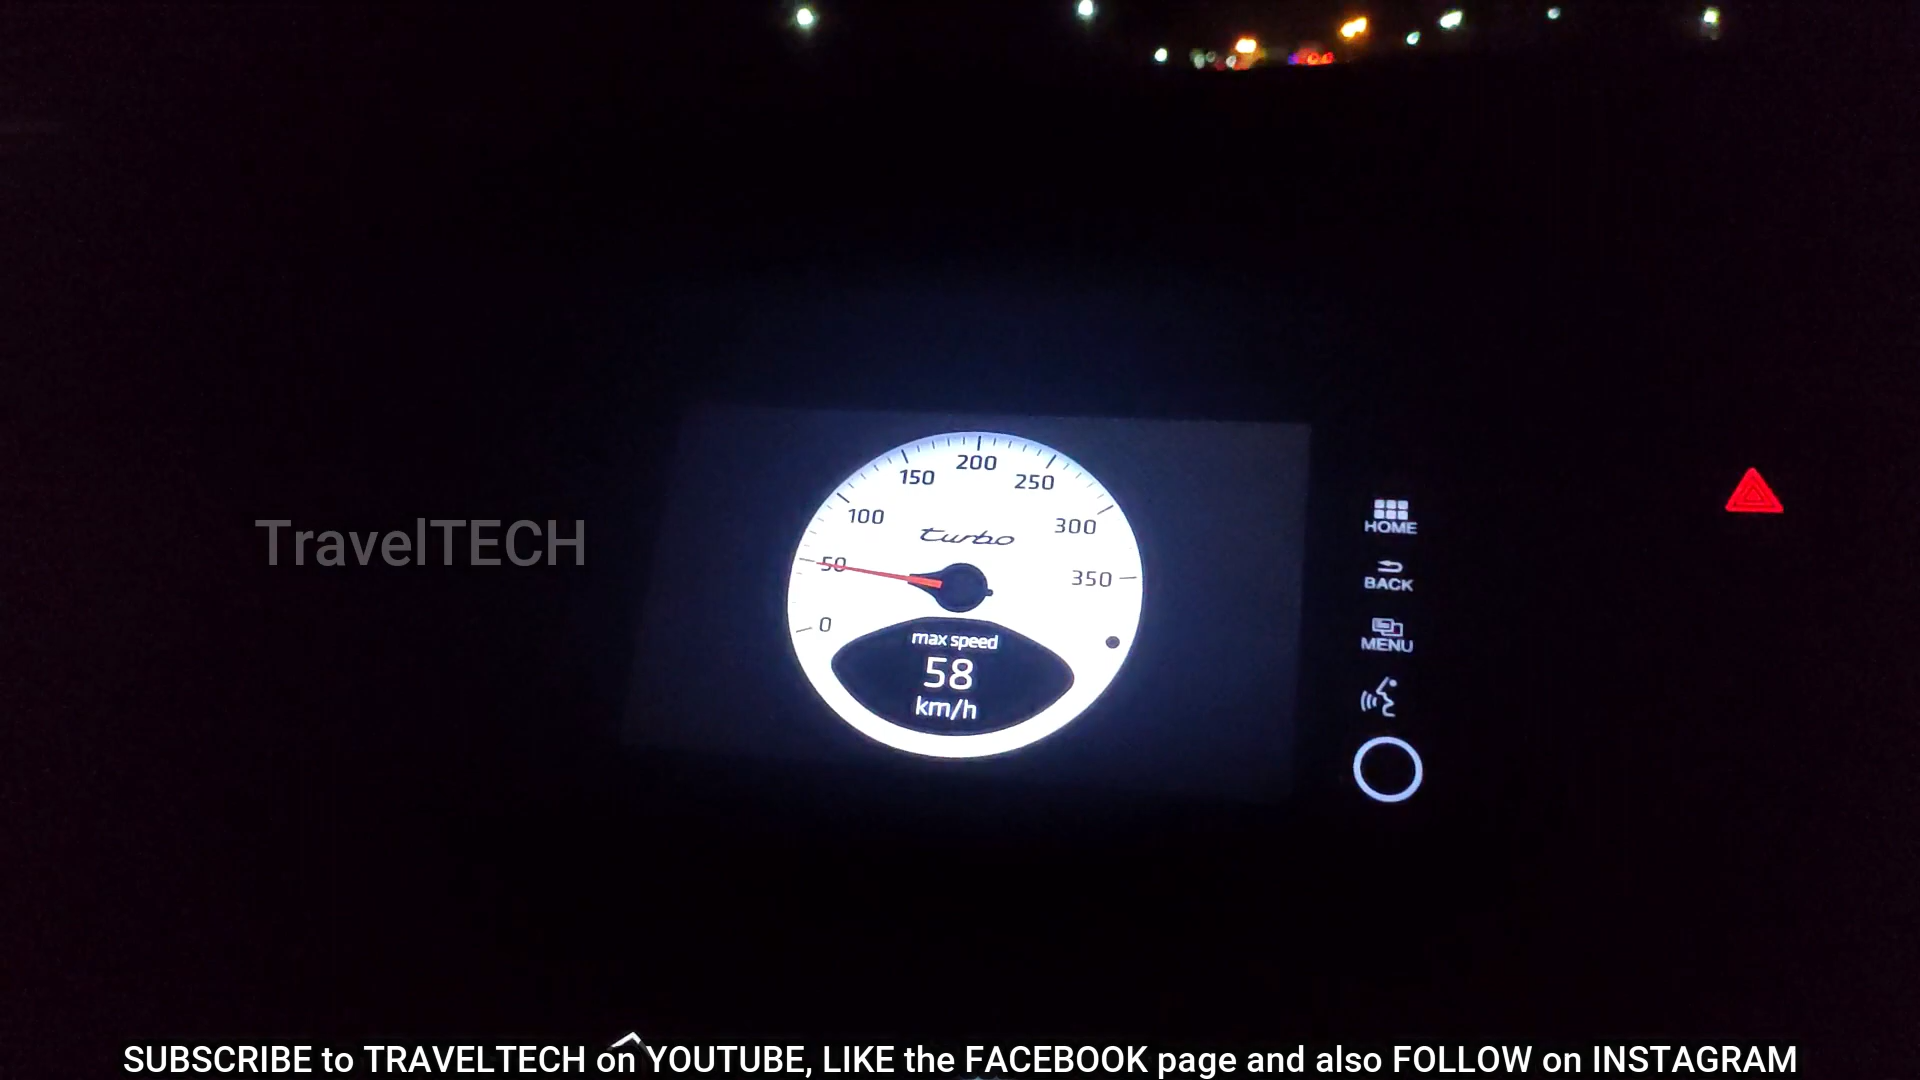 200
150
250
100
300
turbo
50
350
0
max speed
58
km/h
HOME
BACK
MENU
TravelTECH
SUBSCRIBE to TRAVELTECH on YOUTUBE, LIKE the FACEBOOK page and also FOLLOW on INSTAGRAM